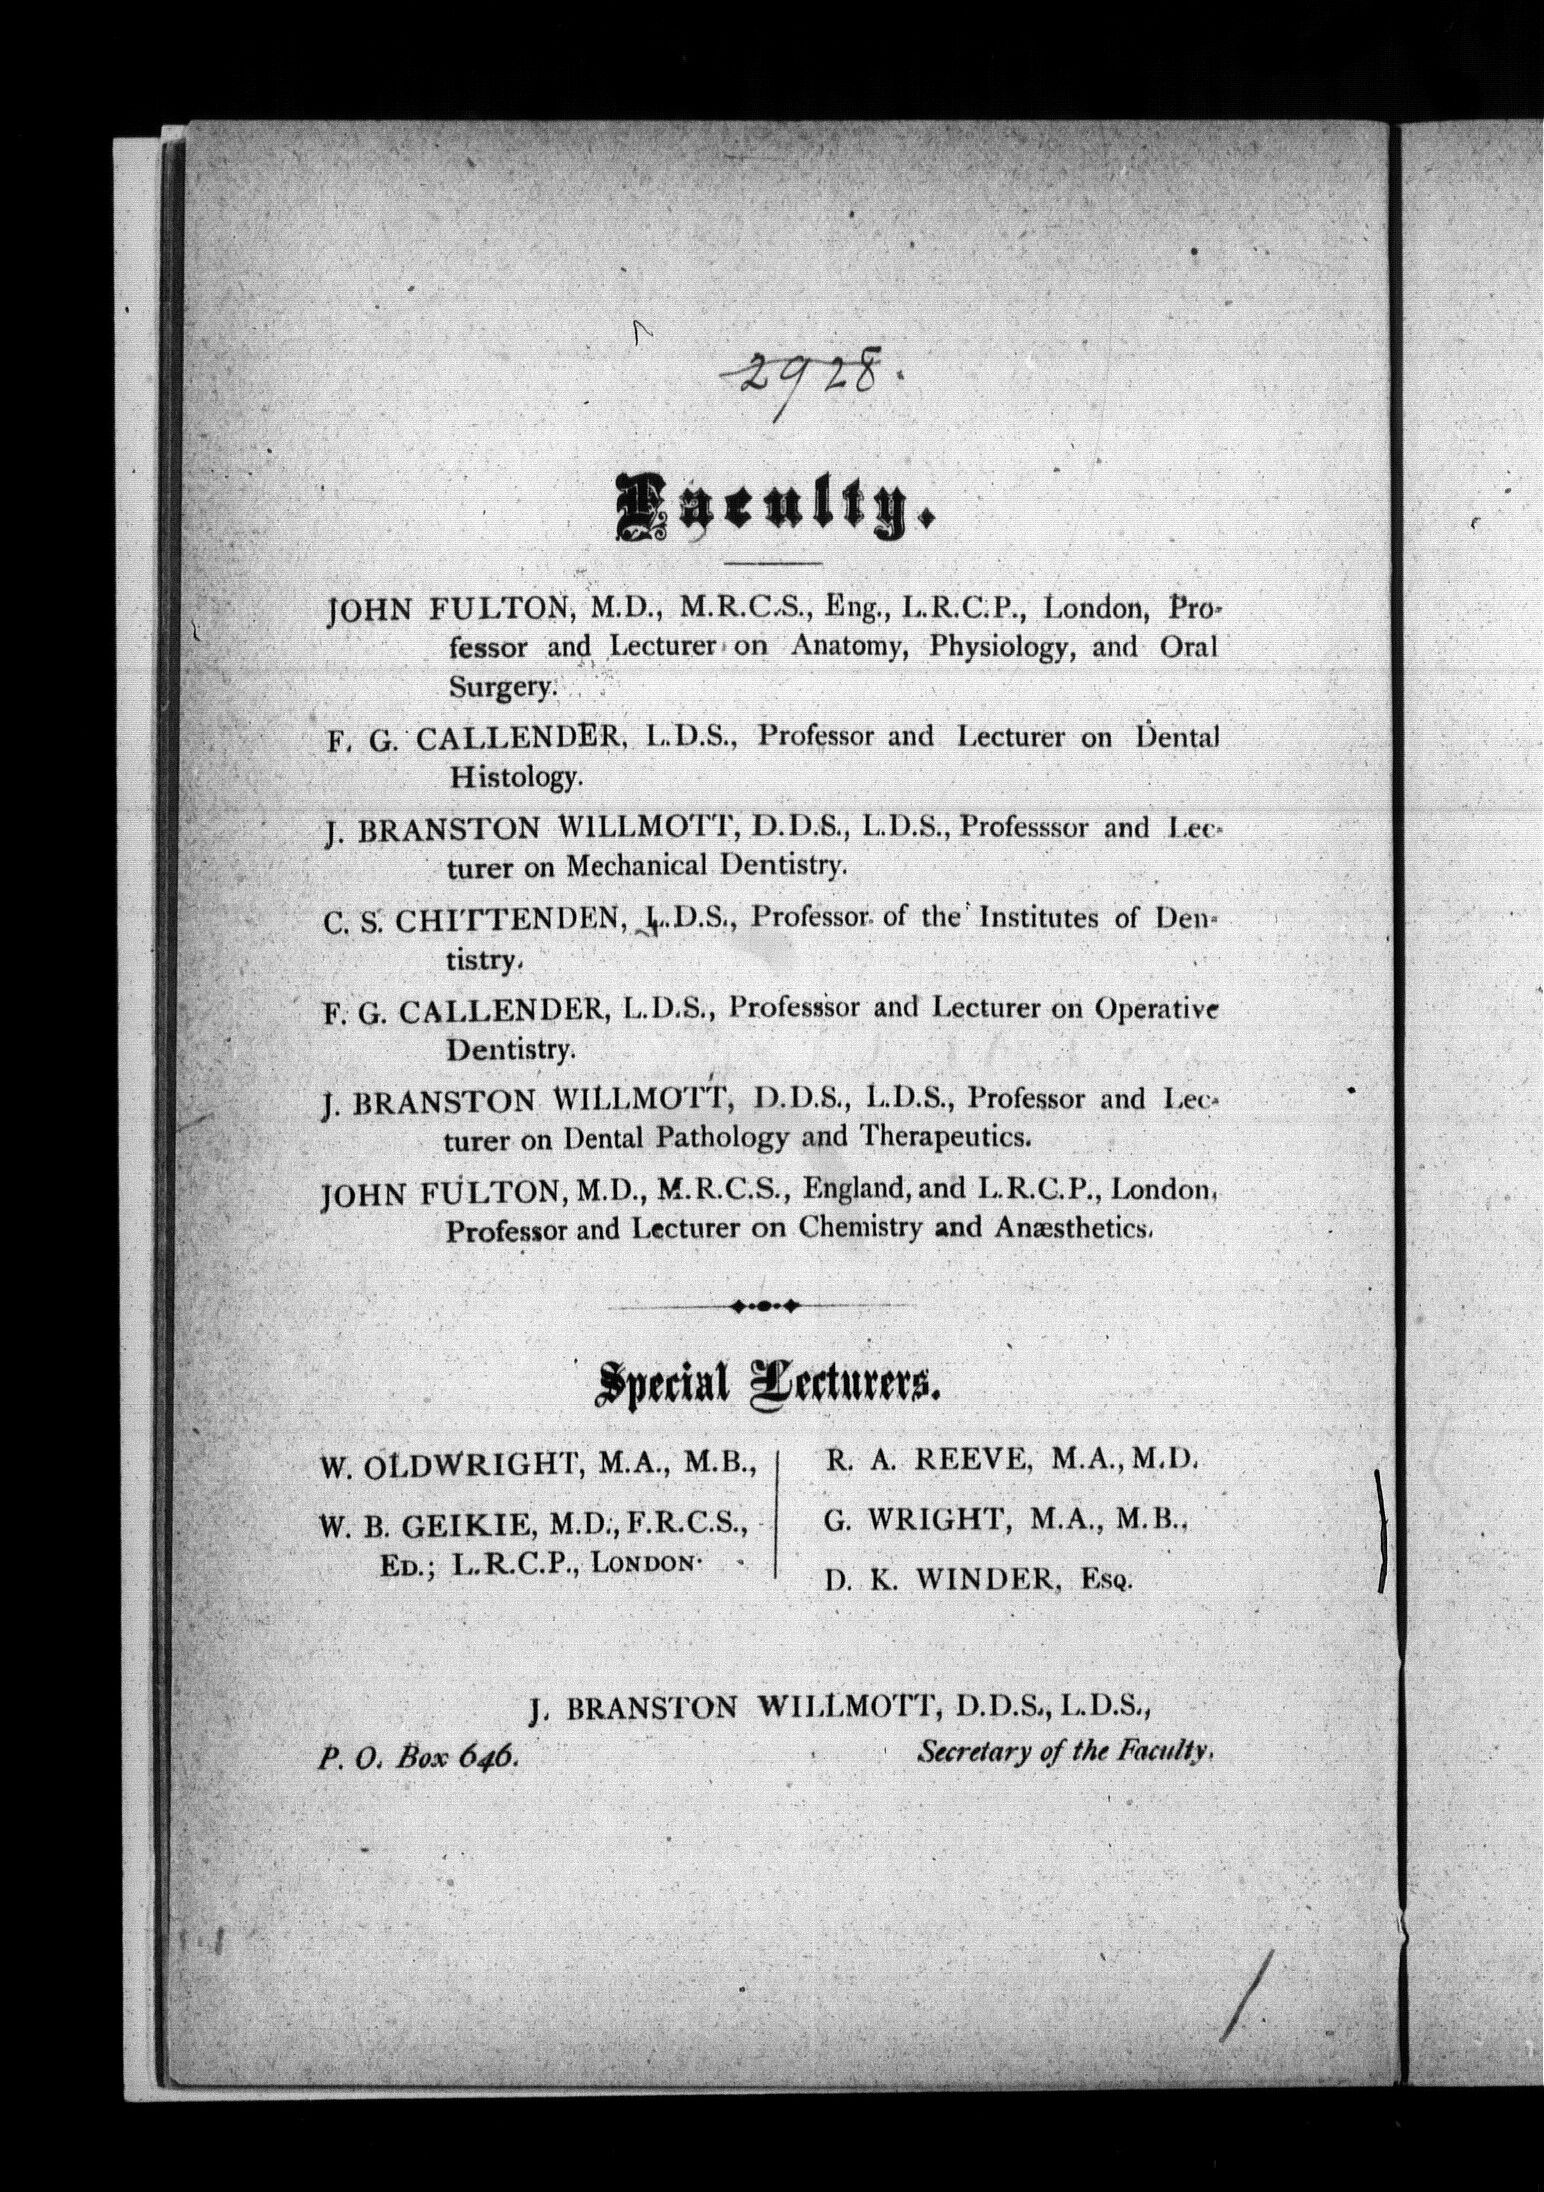 2928.
Faculty.
JOHN FULTON, M.D., M.R.C.S., Eng., L.R.C.P., London, Pro-
fessor and Lecturer on Anatomy, Physiology, and Oral
Surgery.
F. G. CALLENDER, L.D.S., Professor and Lecturer on Dental
Histology.
J. BRANSTON WILLMOTT, D.D.S., L.D.S., Professsor and Lec-
turer on Mechanical Dentistry.
C. S. CHITTENDEN, L.D.S., Professor of the Institutes of Den-
tistry.
F. G. CALLENDER, L.D.S., Professsor and Lecturer on Operative
Dentistry.
J. BRANSTON WILLMOTT, D.D.S., L.D.S., Professor and Lec-
turer on Dental Pathology and Therapeutics.
JOHN FULTON, M.D., M.R.C.S., England, and L.R.C.P., London,
Professor and Lecturer on Chemistry and Anæsthetics.
Special Lecturers.
W. OLDWRIGHT, M.A., M.B.,
W. B. GEIKIE, M.D., F.R.C.S.,
ED.; L.R.C.P., LONDON.
R. A. REEVE, M.A., M.D.
G. WRIGHT, M.A., M.B.,
D. K. WINDER, ESQ.
J. BRANSTON WILLMOTT, D.D.S., L.D.S.,
P. O. Box 646.
Secretary of the Faculty.